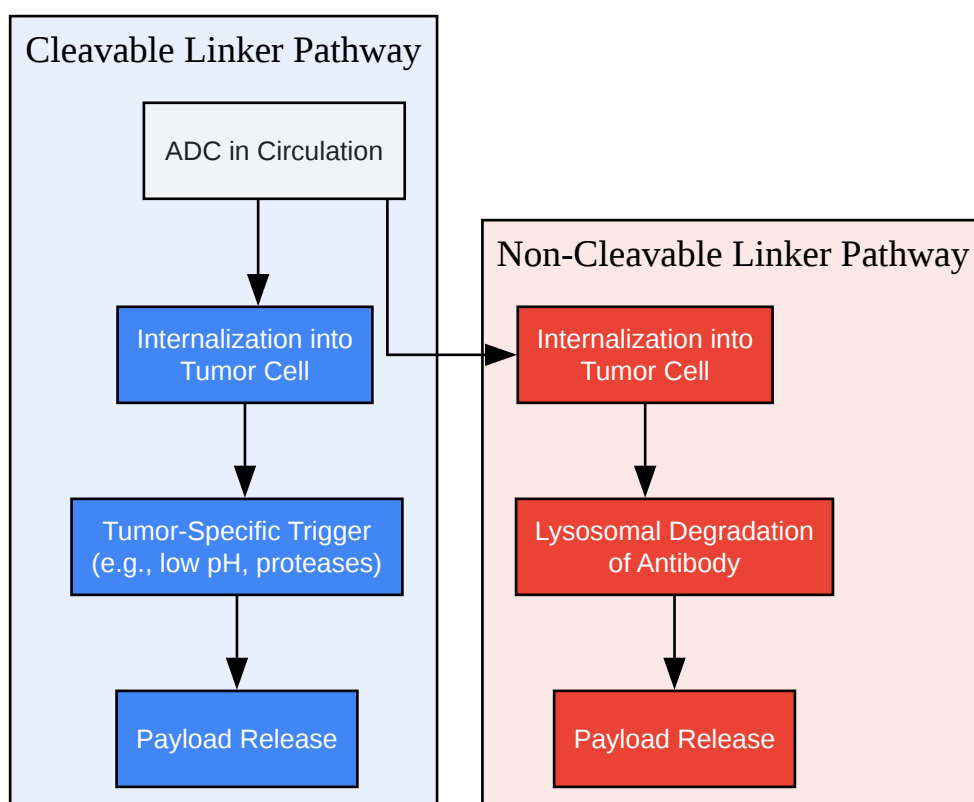 Cleavable Linker Pathway
ADC in Circulation
Internalization into
Tumor Cell
Tumor-Specific Trigger
(e.g., low pH, proteases)
Payload Release
Non-Cleavable Linker Pathway
Internalization into
Tumor Cell
Lysosomal Degradation
of Antibody
Payload Release